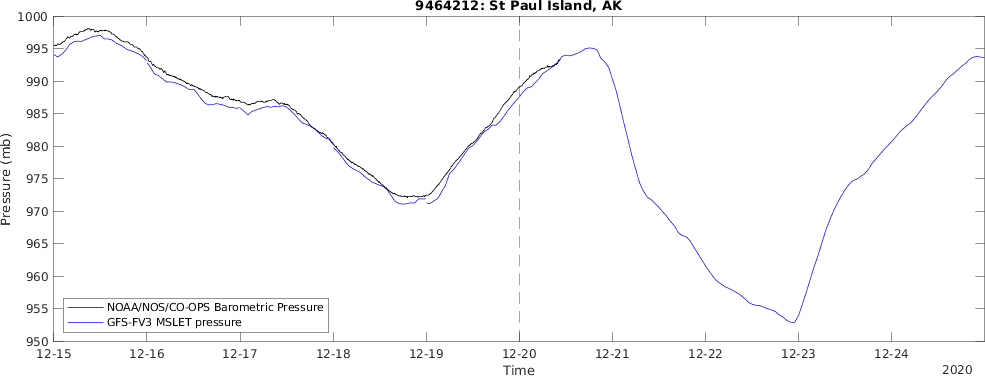 9464212: St Paul Island, AK
1000
995
990
985
980
975
970
965
960
955
950
Pressure (mb)
NOAA/NOS/CO-OPS Barometric Pressure
GFS-FV3 MSLET pressure
12-15 12-16 12-17 12-18 12-19 12-20 12-21 12-22 12-23 12-24
Time
2020